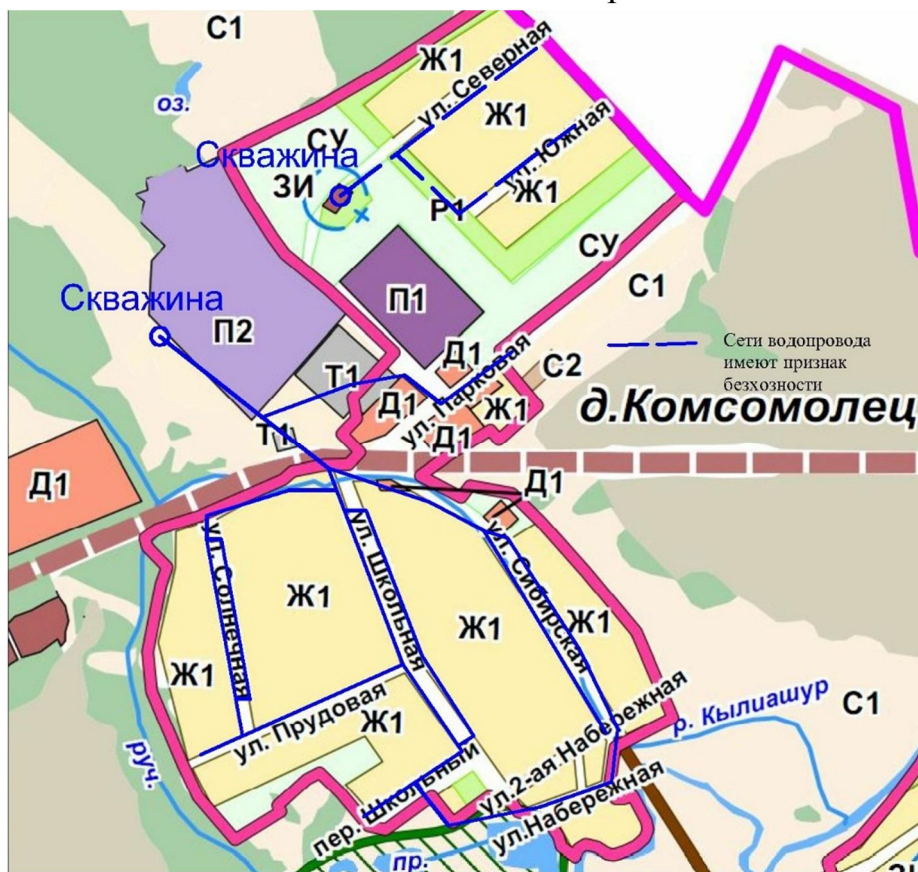 С1
Ж1
ул. Северная
оз.
Ж1
СУ
Скважина
ул. Южная
ЗИ
Ж1
Р1
СУ
С1
Скважина
П1
П2
Сети водопровода
имеют признак
безхозности
Д1
ул. Парковая
С2
Т1
Д1
Ж1
д.Комсомолец
Т1
Д1
Д1
Д1
ул. Солнечная
ул. Школьная
ул. Сибирская
Ж1
Ж1
Ж1
Ж1
ул. Прудовая
Ж1
ул.2-ая Набережная
р. Кылиашур
С1
руч.
пер. Школьный
ул.Набережная
пр.